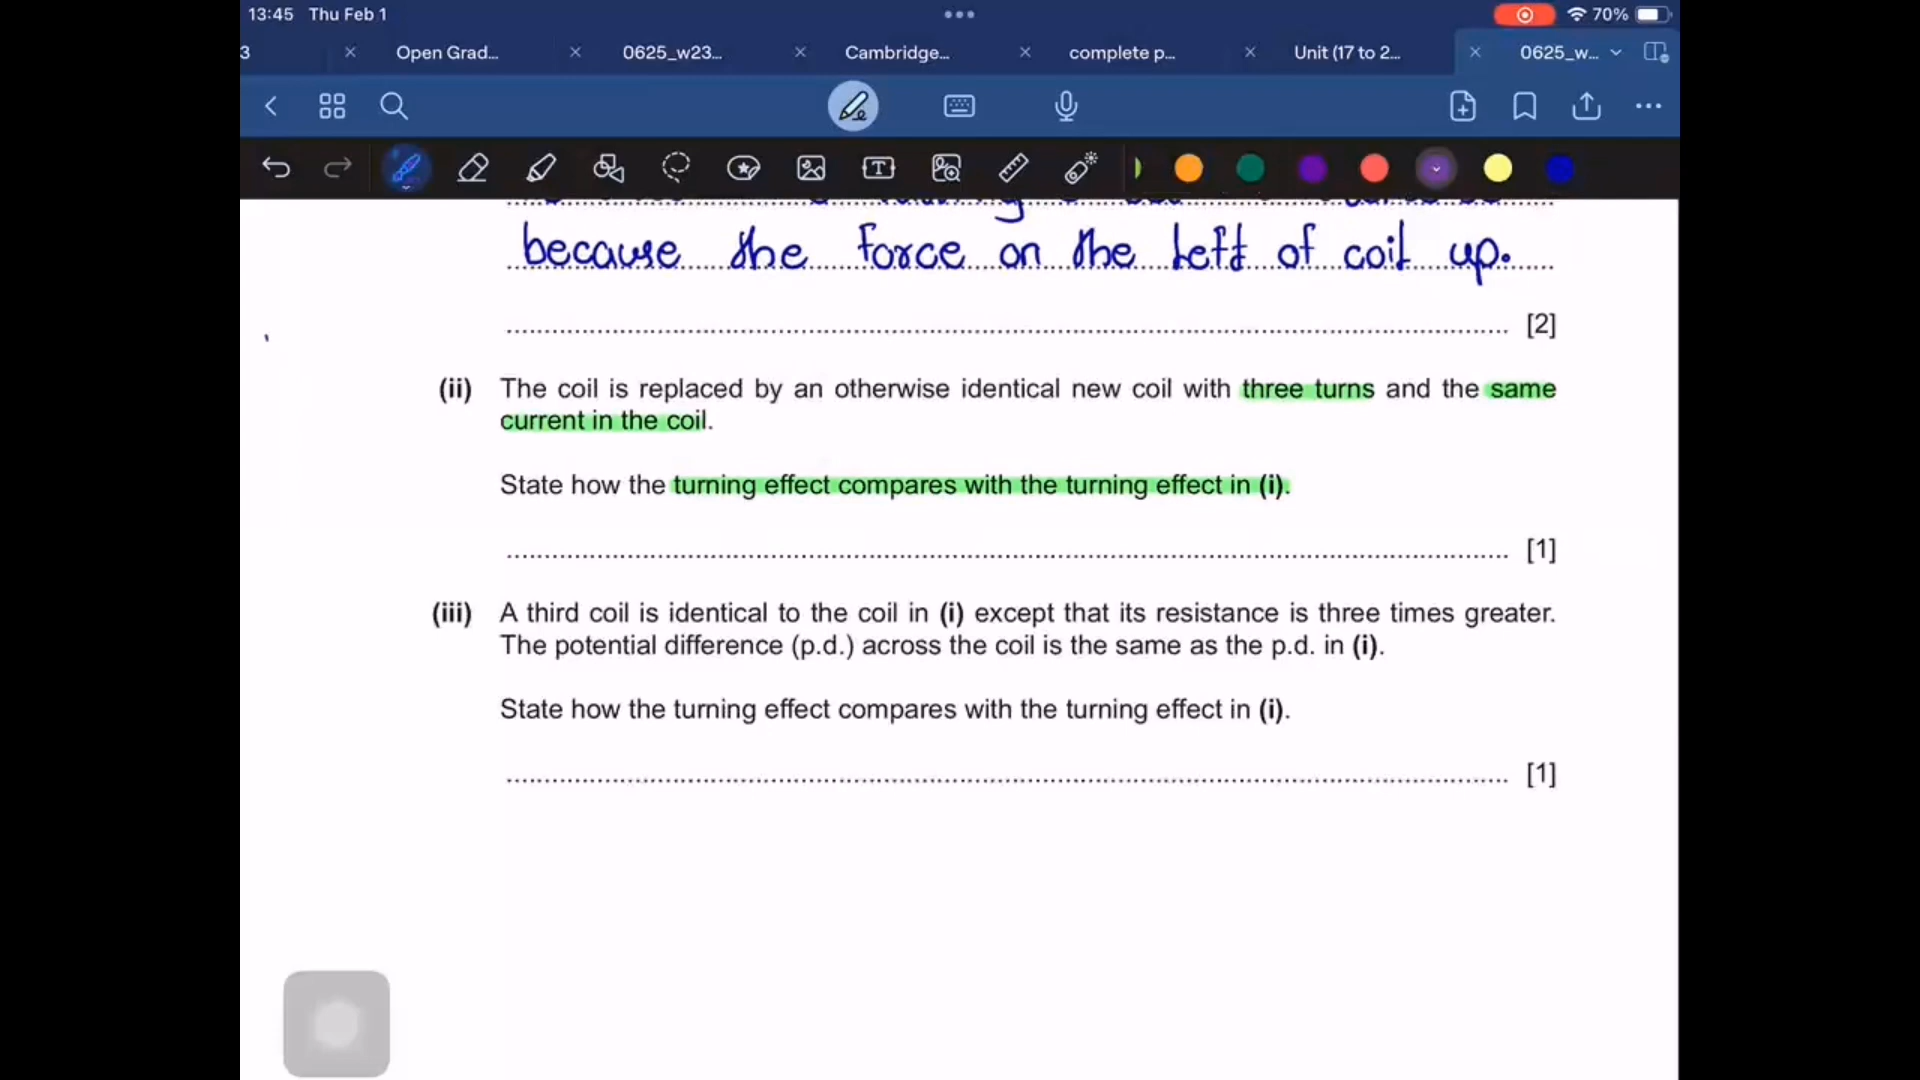 13:45 Thu Feb 1
70%
3
Open Grad...
0625_w23...
Cambridge...
complete p...
Unit (17 to 2...
0625_w...
because the force on the left of coil up.
[2]
(ii) The coil is replaced by an otherwise identical new coil with three turns and the same
current in the coil.
State how the turning effect compares with the turning effect in (i).
[1]
(iii) A third coil is identical to the coil in (i) except that its resistance is three times greater.
The potential difference (p.d.) across the coil is the same as the p.d. in (i).
State how the turning effect compares with the turning effect in (i).
[1]